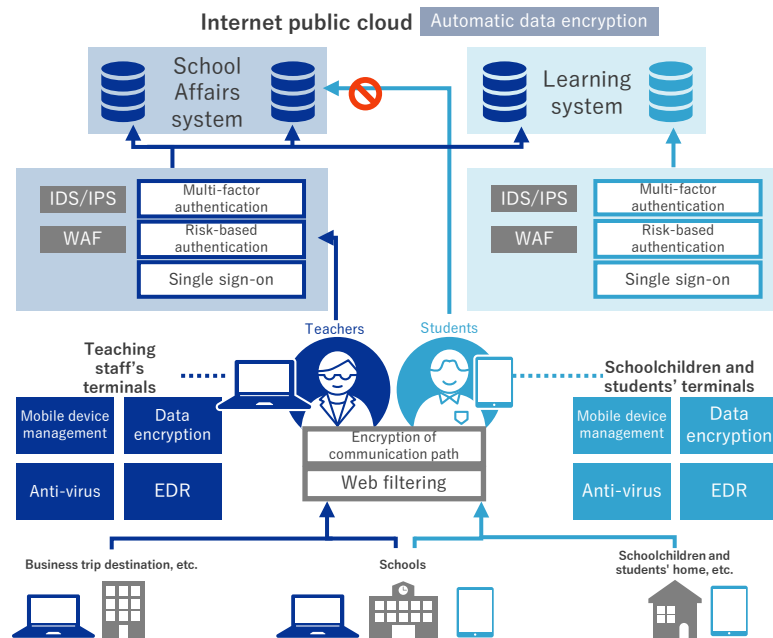 Internet public cloud
Automatic data encryption
School
Affairs
system
Learning
system
IDS/IPS
WAF
Multi-factor
authentication
Risk-based
authentication
Single sign-on
IDS/IPS
WAF
Multi-factor
authentication
Risk-based
authentication
Single sign-on
Teachers
Students
Teaching
staff's
terminals
Schoolchildren and
students' terminals
Mobile device
management
Data
encryption
Anti-virus
EDR
Encryption of
communication path
Web filtering
Mobile device
management
Data
encryption
Anti-virus
EDR
Business trip destination, etc.
Schools
Schoolchildren and
students' home, etc.